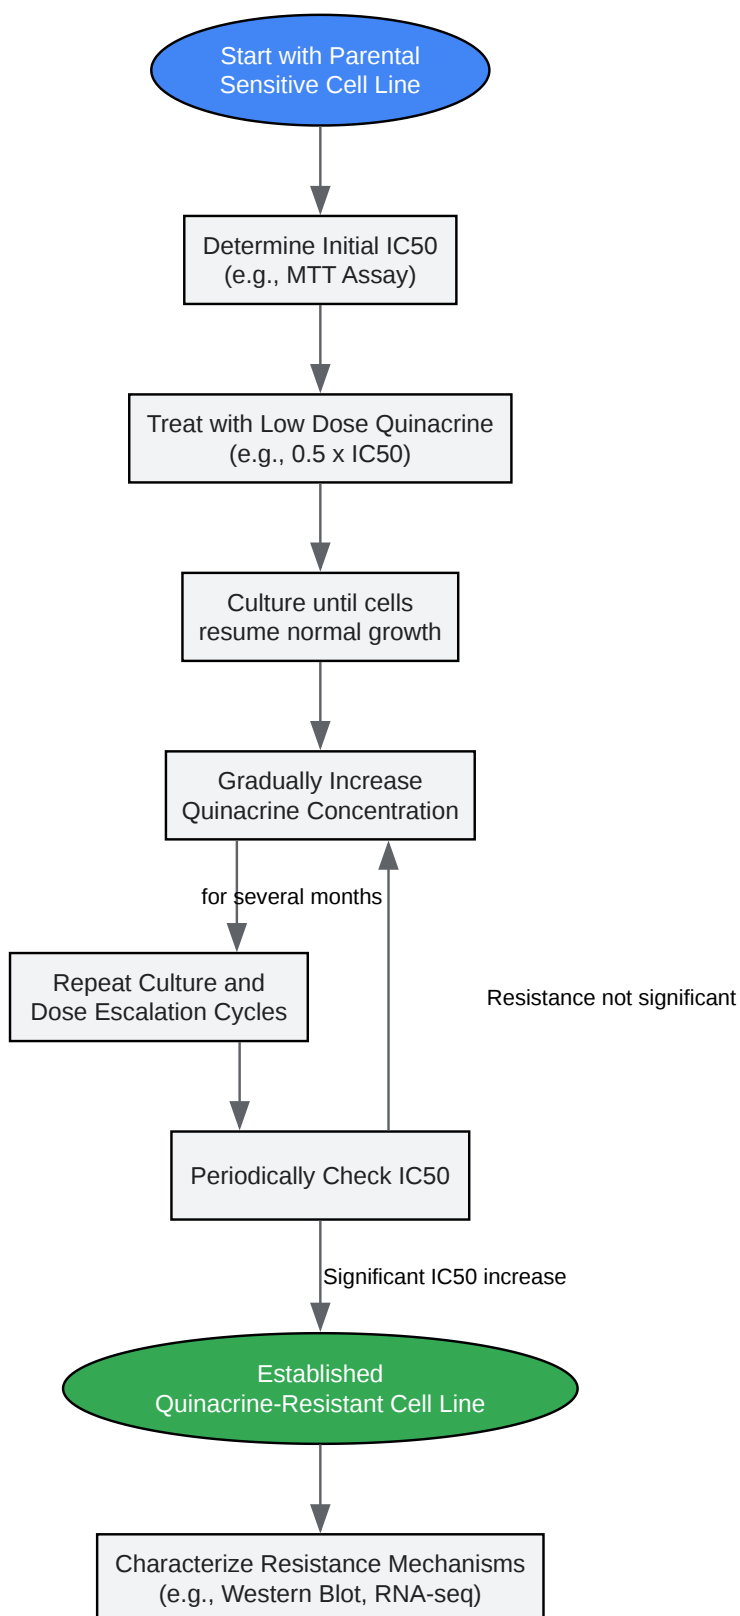 Start with Parental
Sensitive Cell Line
Determine Initial IC50
(e.g., MTT Assay)
Treat with Low Dose Quinacrine
(e.g., 0.5 x IC50)
Culture until cells
resume normal growth
Gradually Increase
Quinacrine Concentration
for several months
Repeat Culture and
Dose Escalation Cycles
Resistance not significant
Periodically Check IC50
Significant IC50 increase
Established
Quinacrine-Resistant Cell Line
Characterize Resistance Mechanisms
(e.g., Western Blot, RNA-seq)